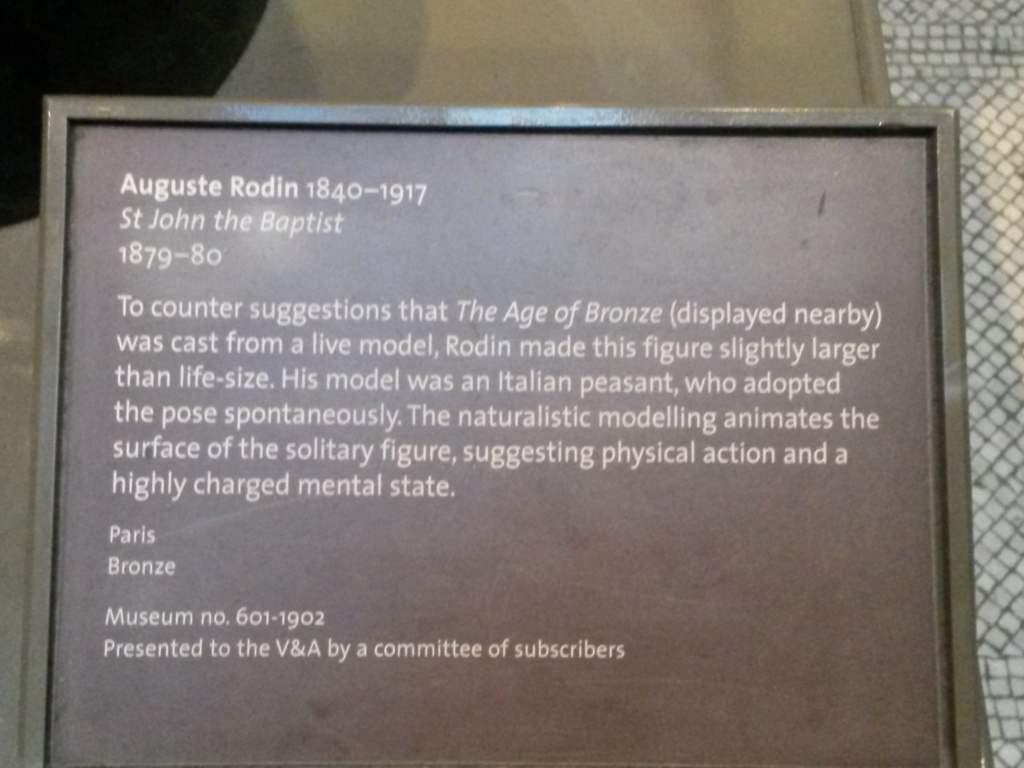 Auguste Rodin 1840–1917
St John the Baptist
1879–80
To counter suggestions that The Age of Bronze (displayed nearby)
was cast from a live model, Rodin made this figure slightly larger
than life-size. His model was an Italian peasant, who adopted
the pose spontaneously. The naturalistic modelling animates the
surface of the solitary figure, suggesting physical action and a
highly charged mental state.
Paris
Bronze
Museum no. 601-1902
Presented to the V&A by a committee of subscribers